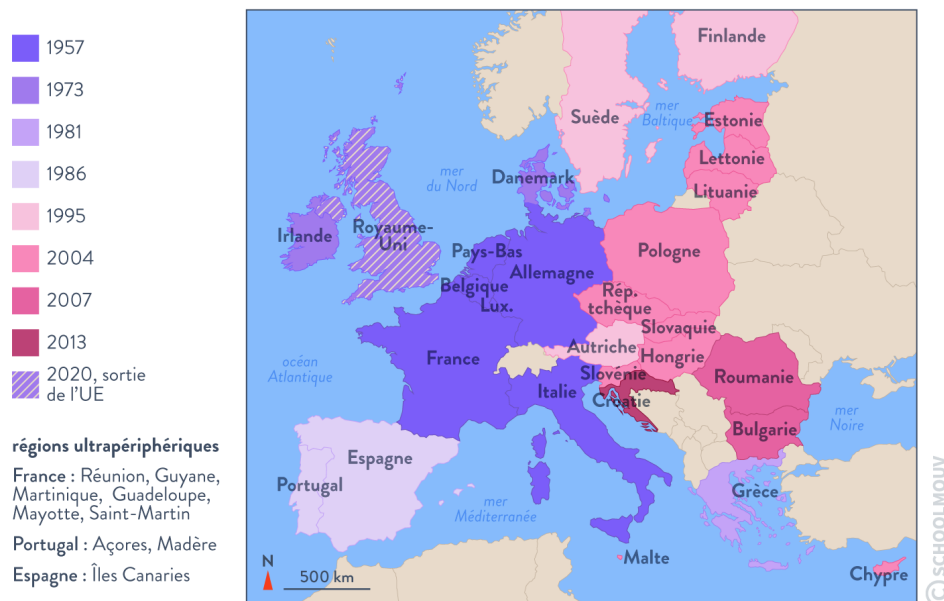 1957
1973
1981
1986
1995
2004
2007
2013
2020, sortie
de l'UE
régions ultrapériphériques
France : Réunion, Guyane,
Martinique, Guadeloupe,
Mayotte, Saint-Martin
Portugal : Açores, Madère
Espagne : Îles Canaries
Finlande
Suède
mer
Baltique
Estonie
Lettonie
Lituanie
mer
du Nord
Danemark
Irlande
Royaume-
Uni
Pays-Bas
Allemagne
Belgique
Lux.
Pologne
Rép.
tchèque
Slovaquie
Autriche
Hongrie
France
océan
Atlantique
Slovénie
Italie
Croatie
Roumanie
mer
Noire
Bulgarie
Espagne
Portugal
Grèce
mer
Méditerranée
Malte
Chypre
N
500 km
© SCHOOLMOUV